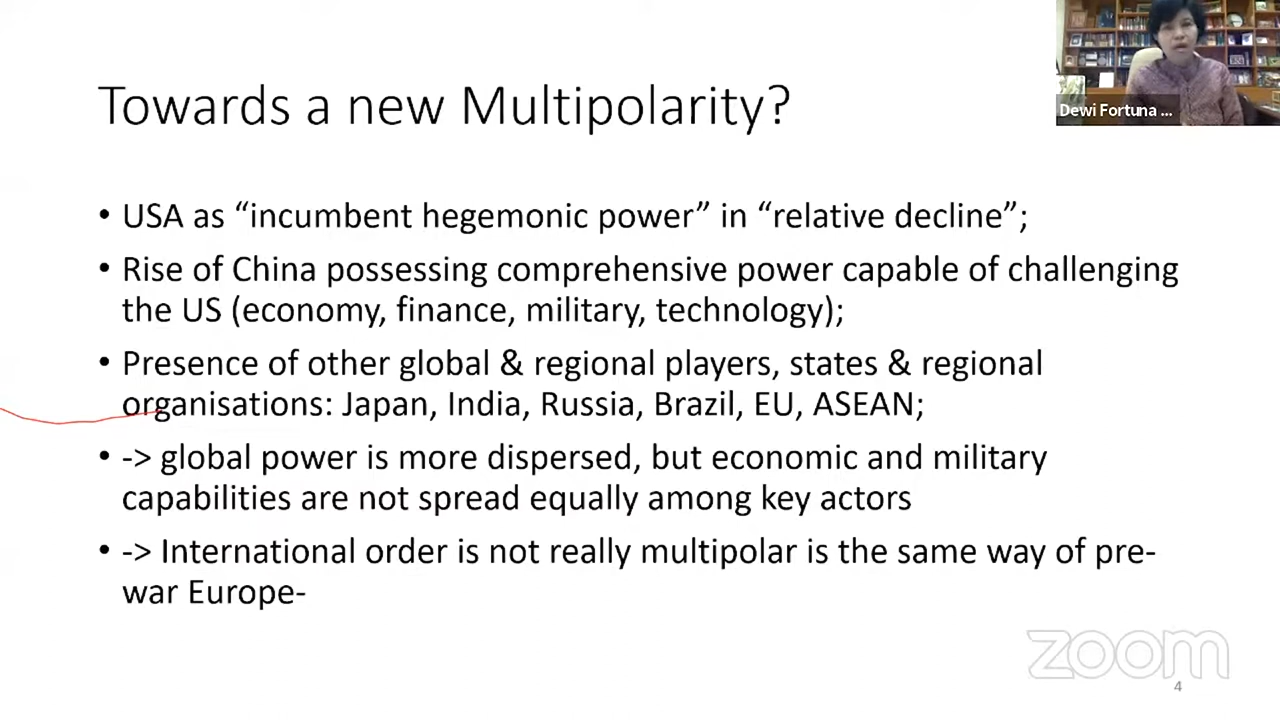 Dewi Fortuna ...
Towards a new Multipolarity?
• USA as “incumbent hegemonic power” in “relative decline”;
• Rise of China possessing comprehensive power capable of challenging
the US (economy, finance, military, technology);
• Presence of other global & regional players, states & regional
organisations: Japan, India, Russia, Brazil, EU, ASEAN;
• -> global power is more dispersed, but economic and military
capabilities are not spread equally among key actors
• -> International order is not really multipolar is the same way of pre-
war Europe-
zoom
4